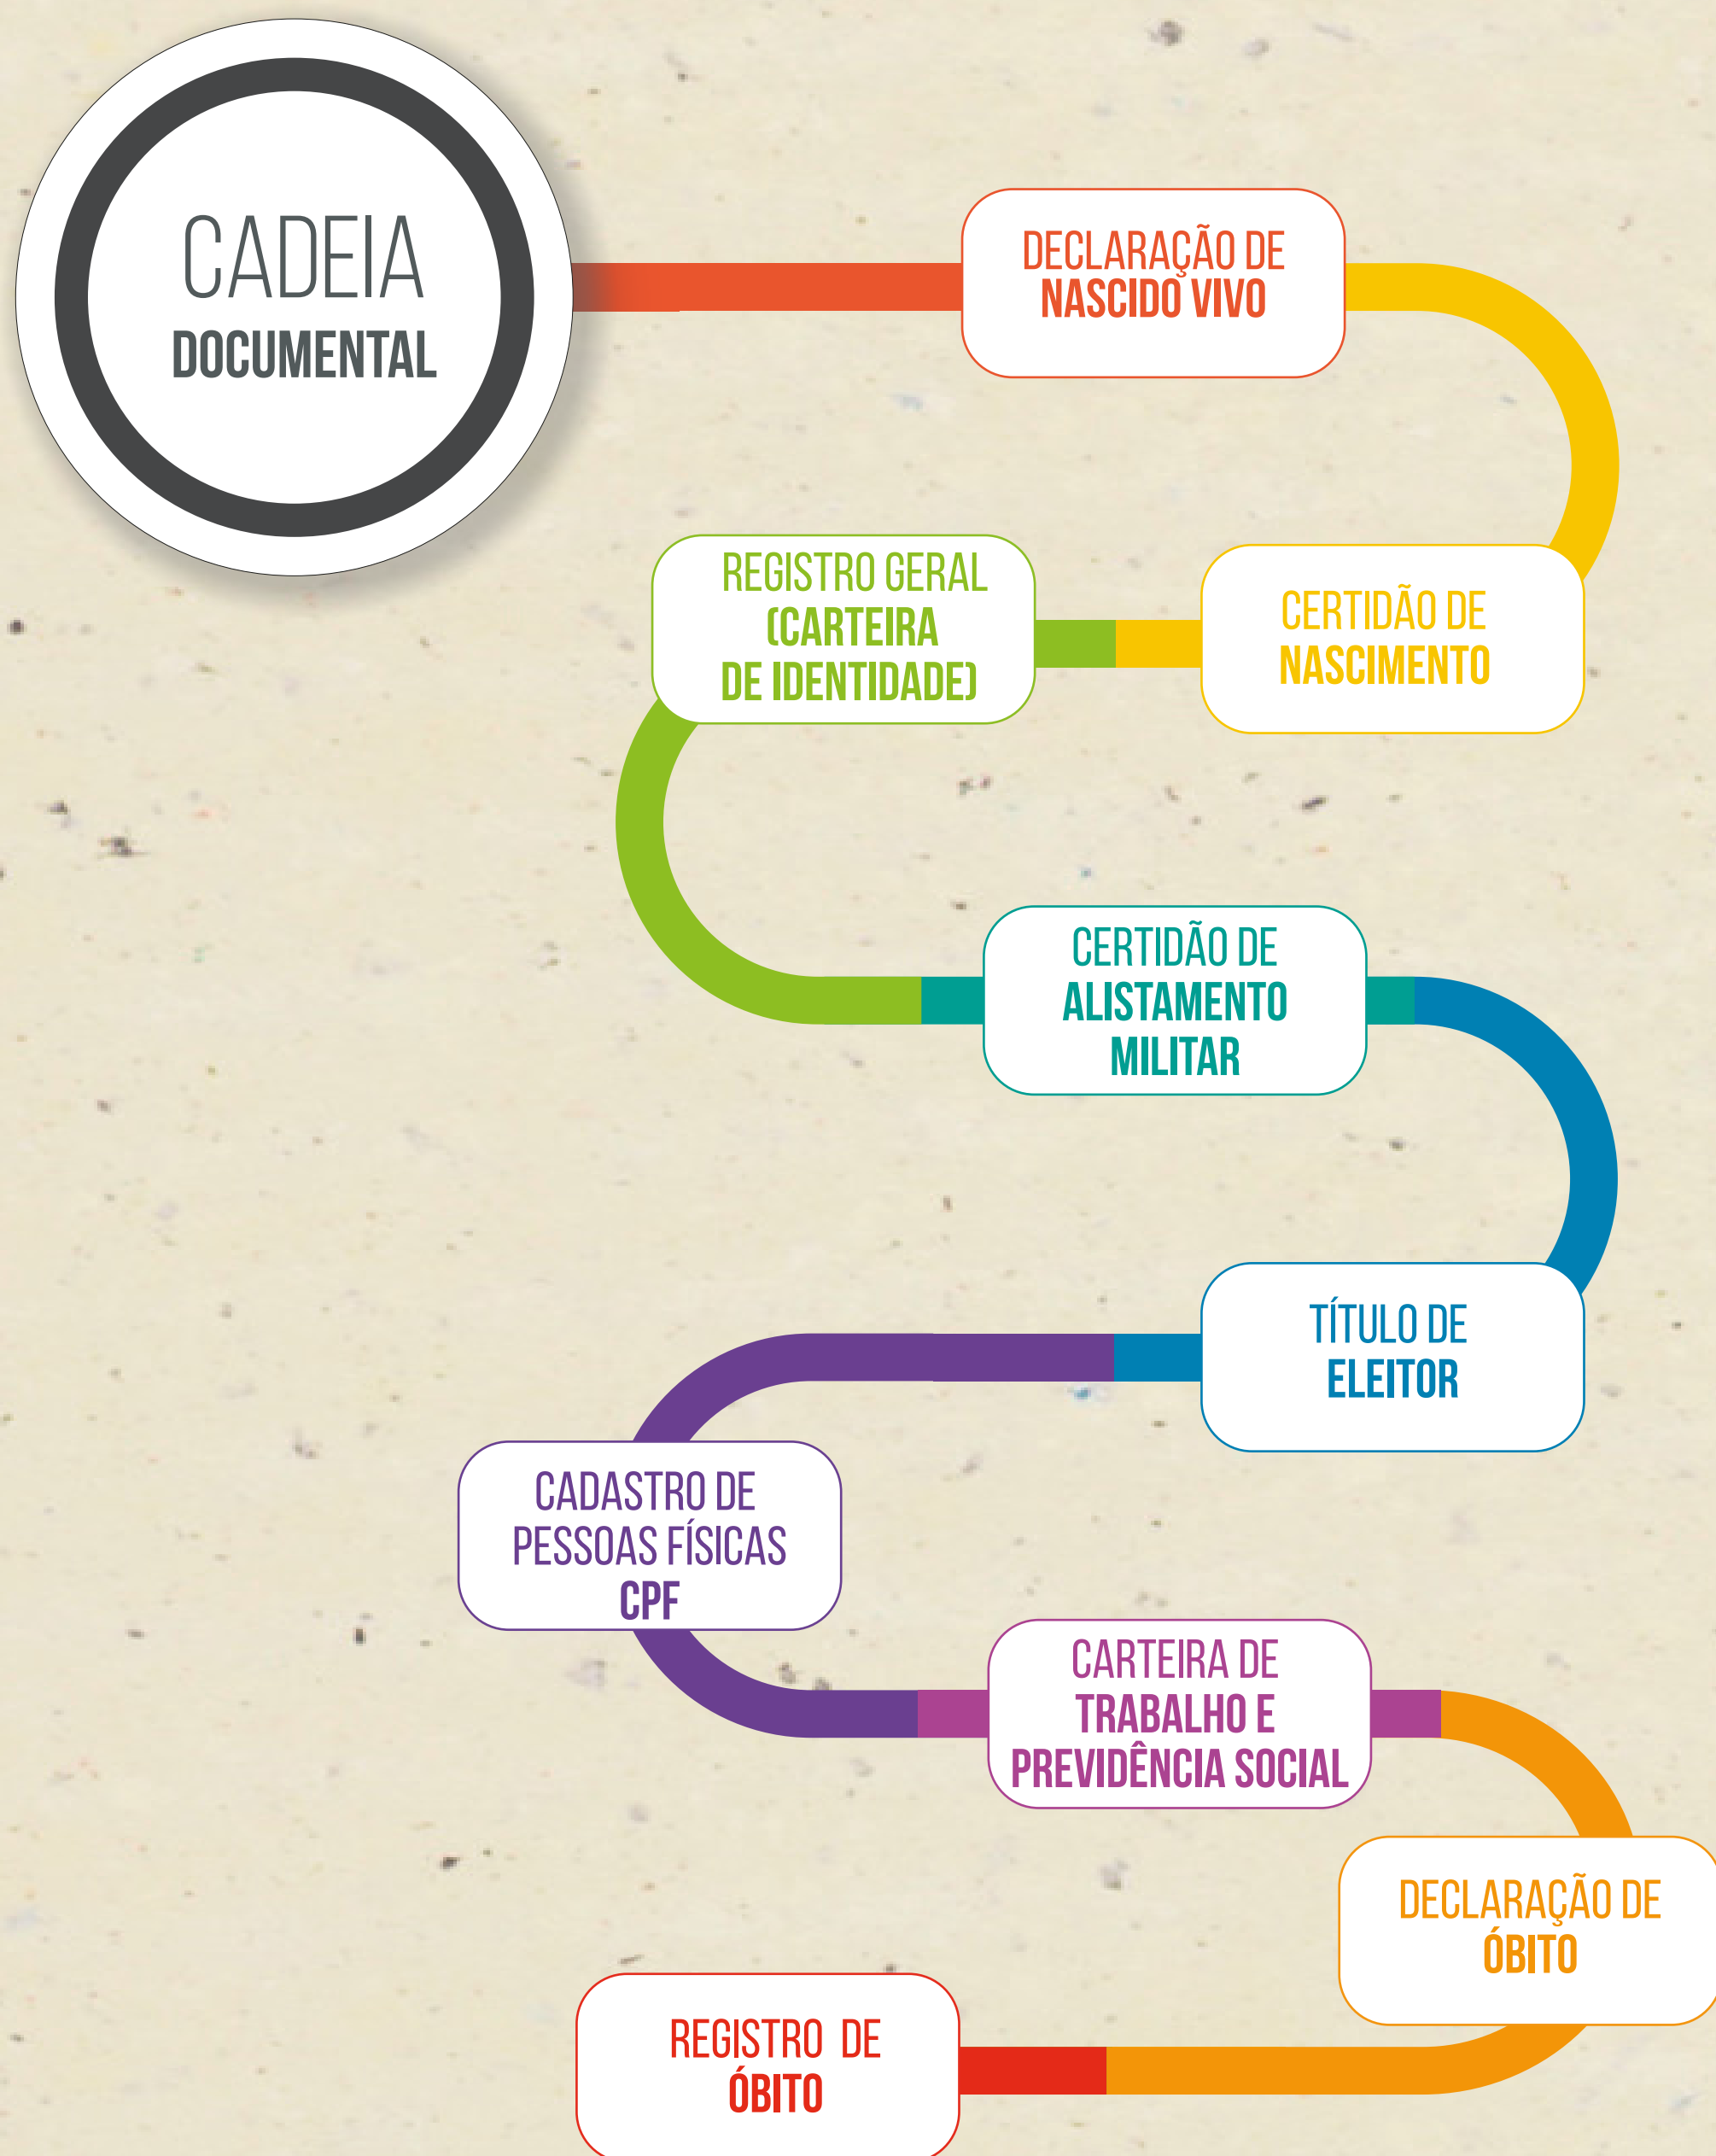 CADEIA
DOCUMENTAL
DECLARAÇÃO DE
NASCIDO VIVO
CERTIDÃO DE
NASCIMENTO
REGISTRO GERAL
(CARTEIRA
DE IDENTIDADE)
CERTIDÃO DE
ALISTAMENTO
MILITAR
TÍTULO DE
ELEITOR
CADASTRO DE
PESSOAS FÍSICAS
CPF
CARTEIRA DE
TRABALHO E
PREVIDÊNCIA SOCIAL
DECLARAÇÃO DE
ÓBITO
REGISTRO DE
ÓBITO